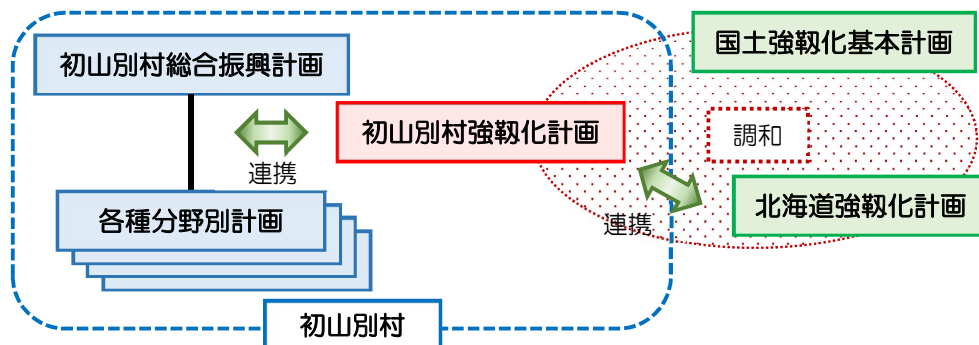 国土強靱化基本計画
初山別村総合振興計画
初山別村強靱化計画
調和
連携
北海道強靱化計画
各種分野別計画
連携
初山別村